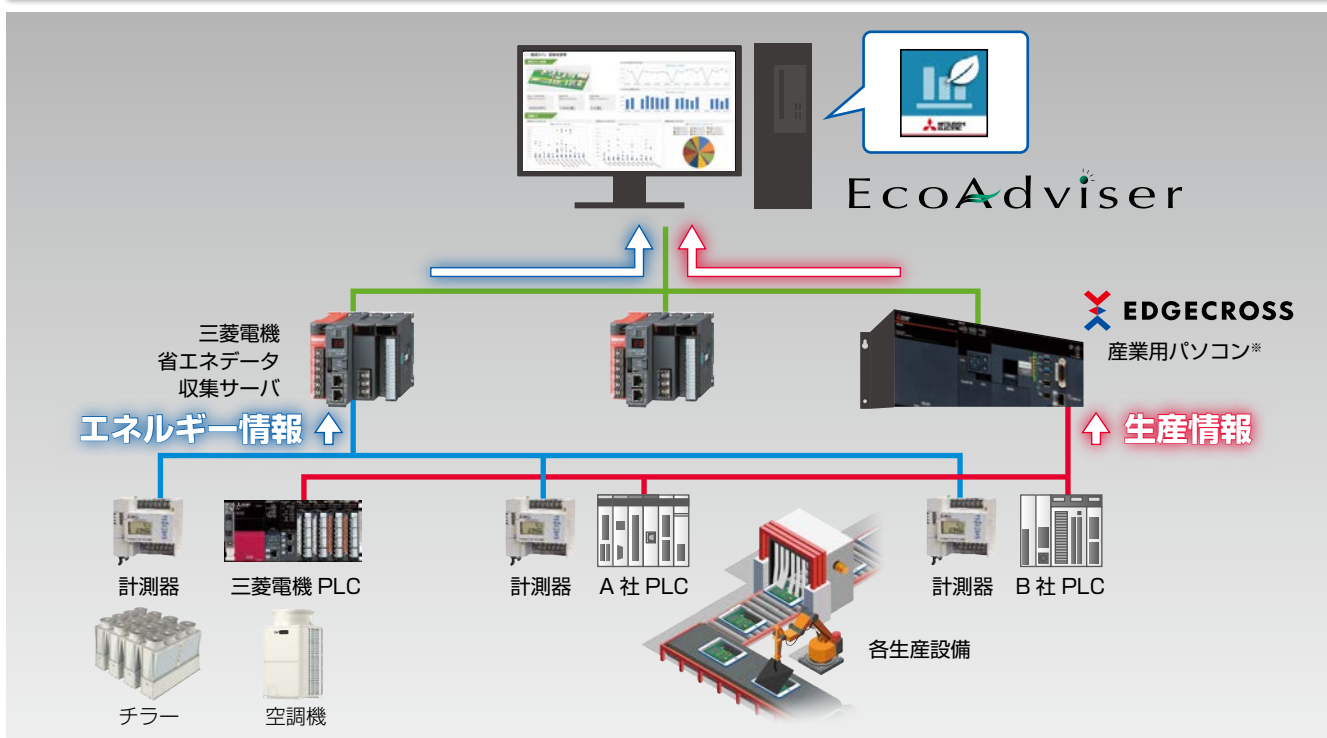 MITSUBISHI
ELECTRIC
EcoAdviser
三菱電機
省エネデータ
収集サーバ
EDGECROSS
産業用パソコン※
エネルギー情報
生産情報
計測器
三菱電機 PLC
計測器
A 社 PLC
計測器
B 社 PLC
各生産設備
チラー
空調機